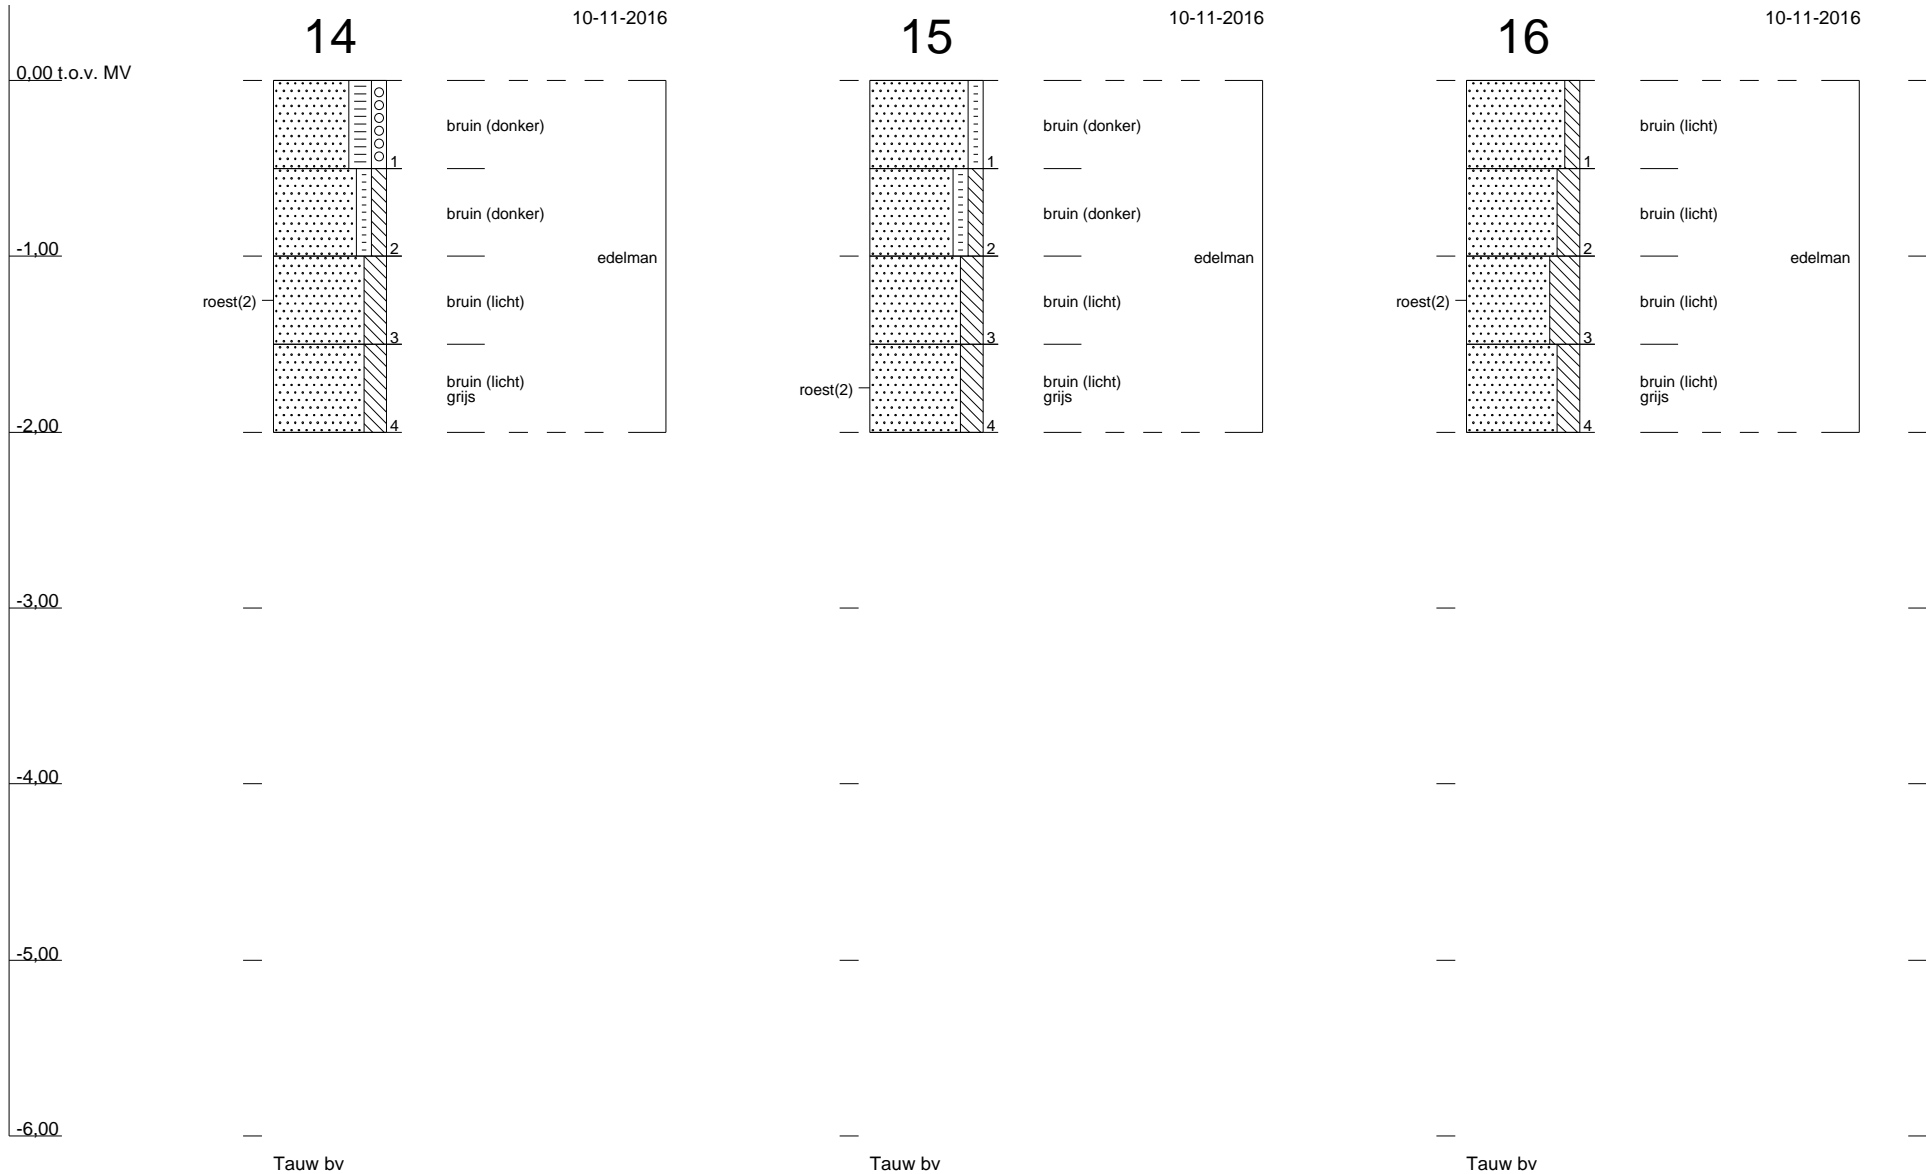 14
10-11-2016
15
10-11-2016
16
10-11-2016
0,00 t.o.v. MV
-1,00
-2,00
-3,00
-4,00
-5,00
-6,00
bruin (donker)
1
bruin (donker)
2
edelman
roest(2)
bruin (licht)
3
bruin (licht)
grijs
4
Tauw bv
bruin (donker)
1
bruin (donker)
2
edelman
bruin (licht)
3
roest(2)
bruin (licht)
grijs
4
Tauw bv
bruin (licht)
1
bruin (licht)
2
edelman
roest(2)
bruin (licht)
3
bruin (licht)
grijs
4
Tauw bv